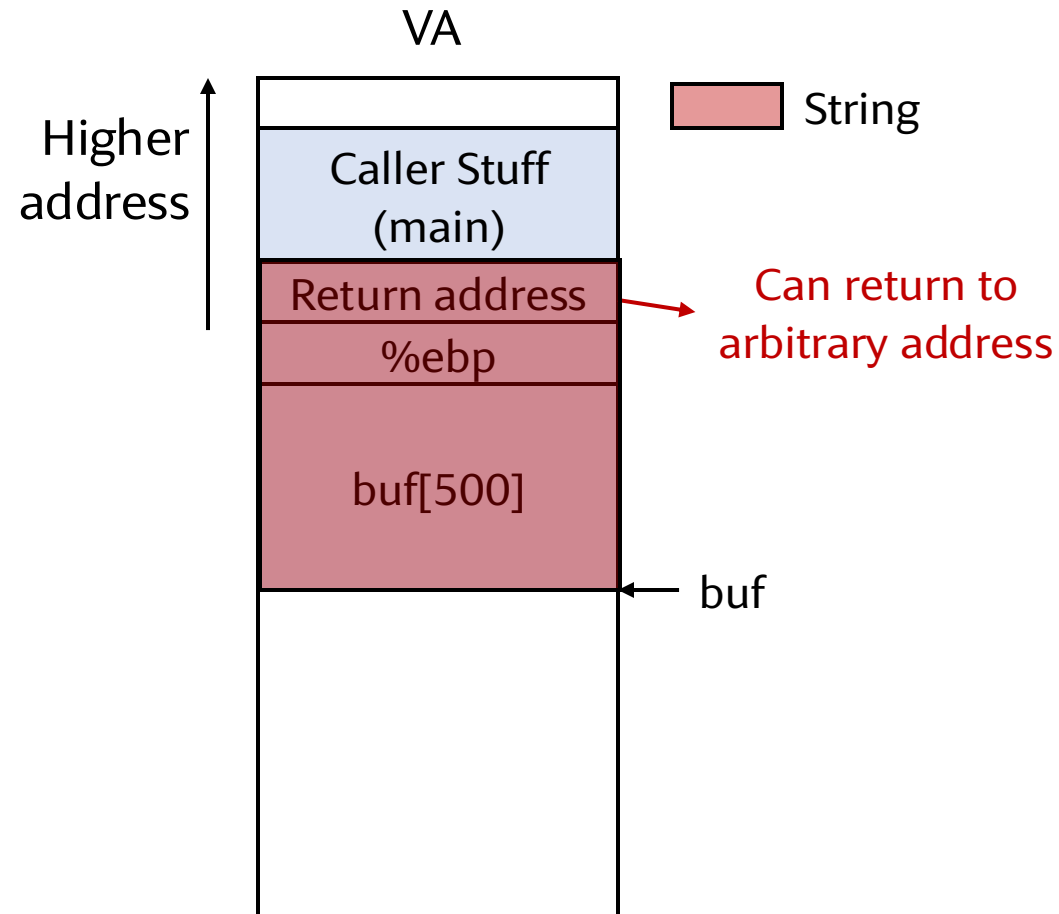 VA
Higher
address
String
Caller Stuff
(main)
Return address
%ebp
buf[500]
Can return to
arbitrary address
buf